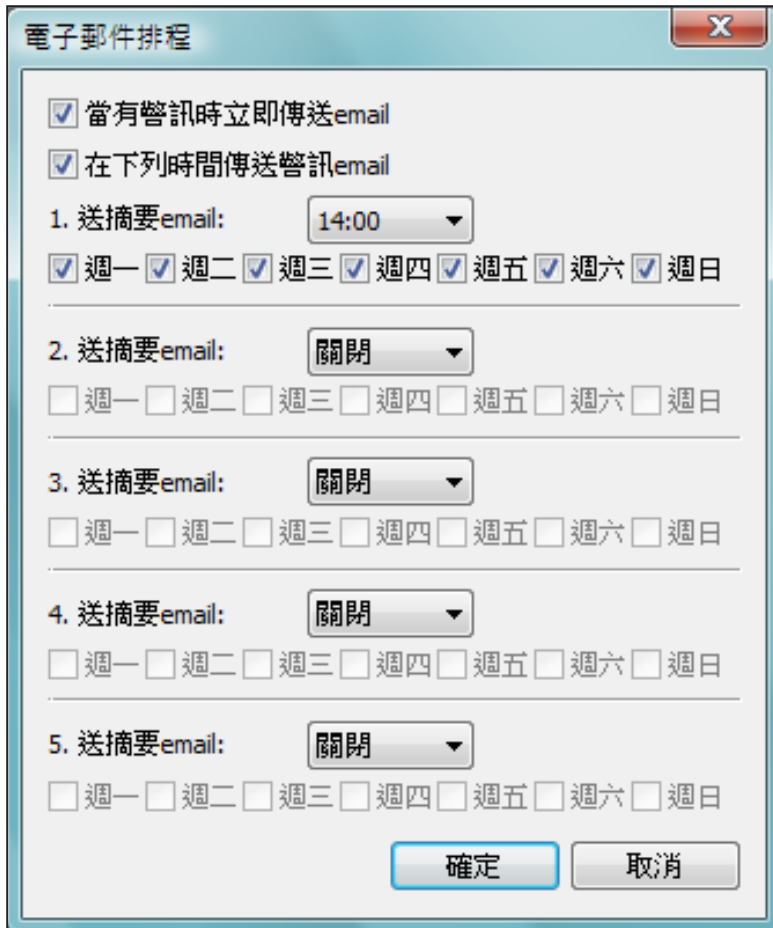 電子郵件排程
當有警訊時立即傳送email
在下列時間傳送警訊email
1. 送摘要email: 14:00
週一 週二 週三 週四 週五 週六 週日
2. 送摘要email: 關閉
週一 週二 週三 週四 週五 週六 週日
3. 送摘要email: 關閉
週一 週二 週三 週四 週五 週六 週日
4. 送摘要email: 關閉
週一 週二 週三 週四 週五 週六 週日
5. 送摘要email: 關閉
週一 週二 週三 週四 週五 週六 週日
確定 取消